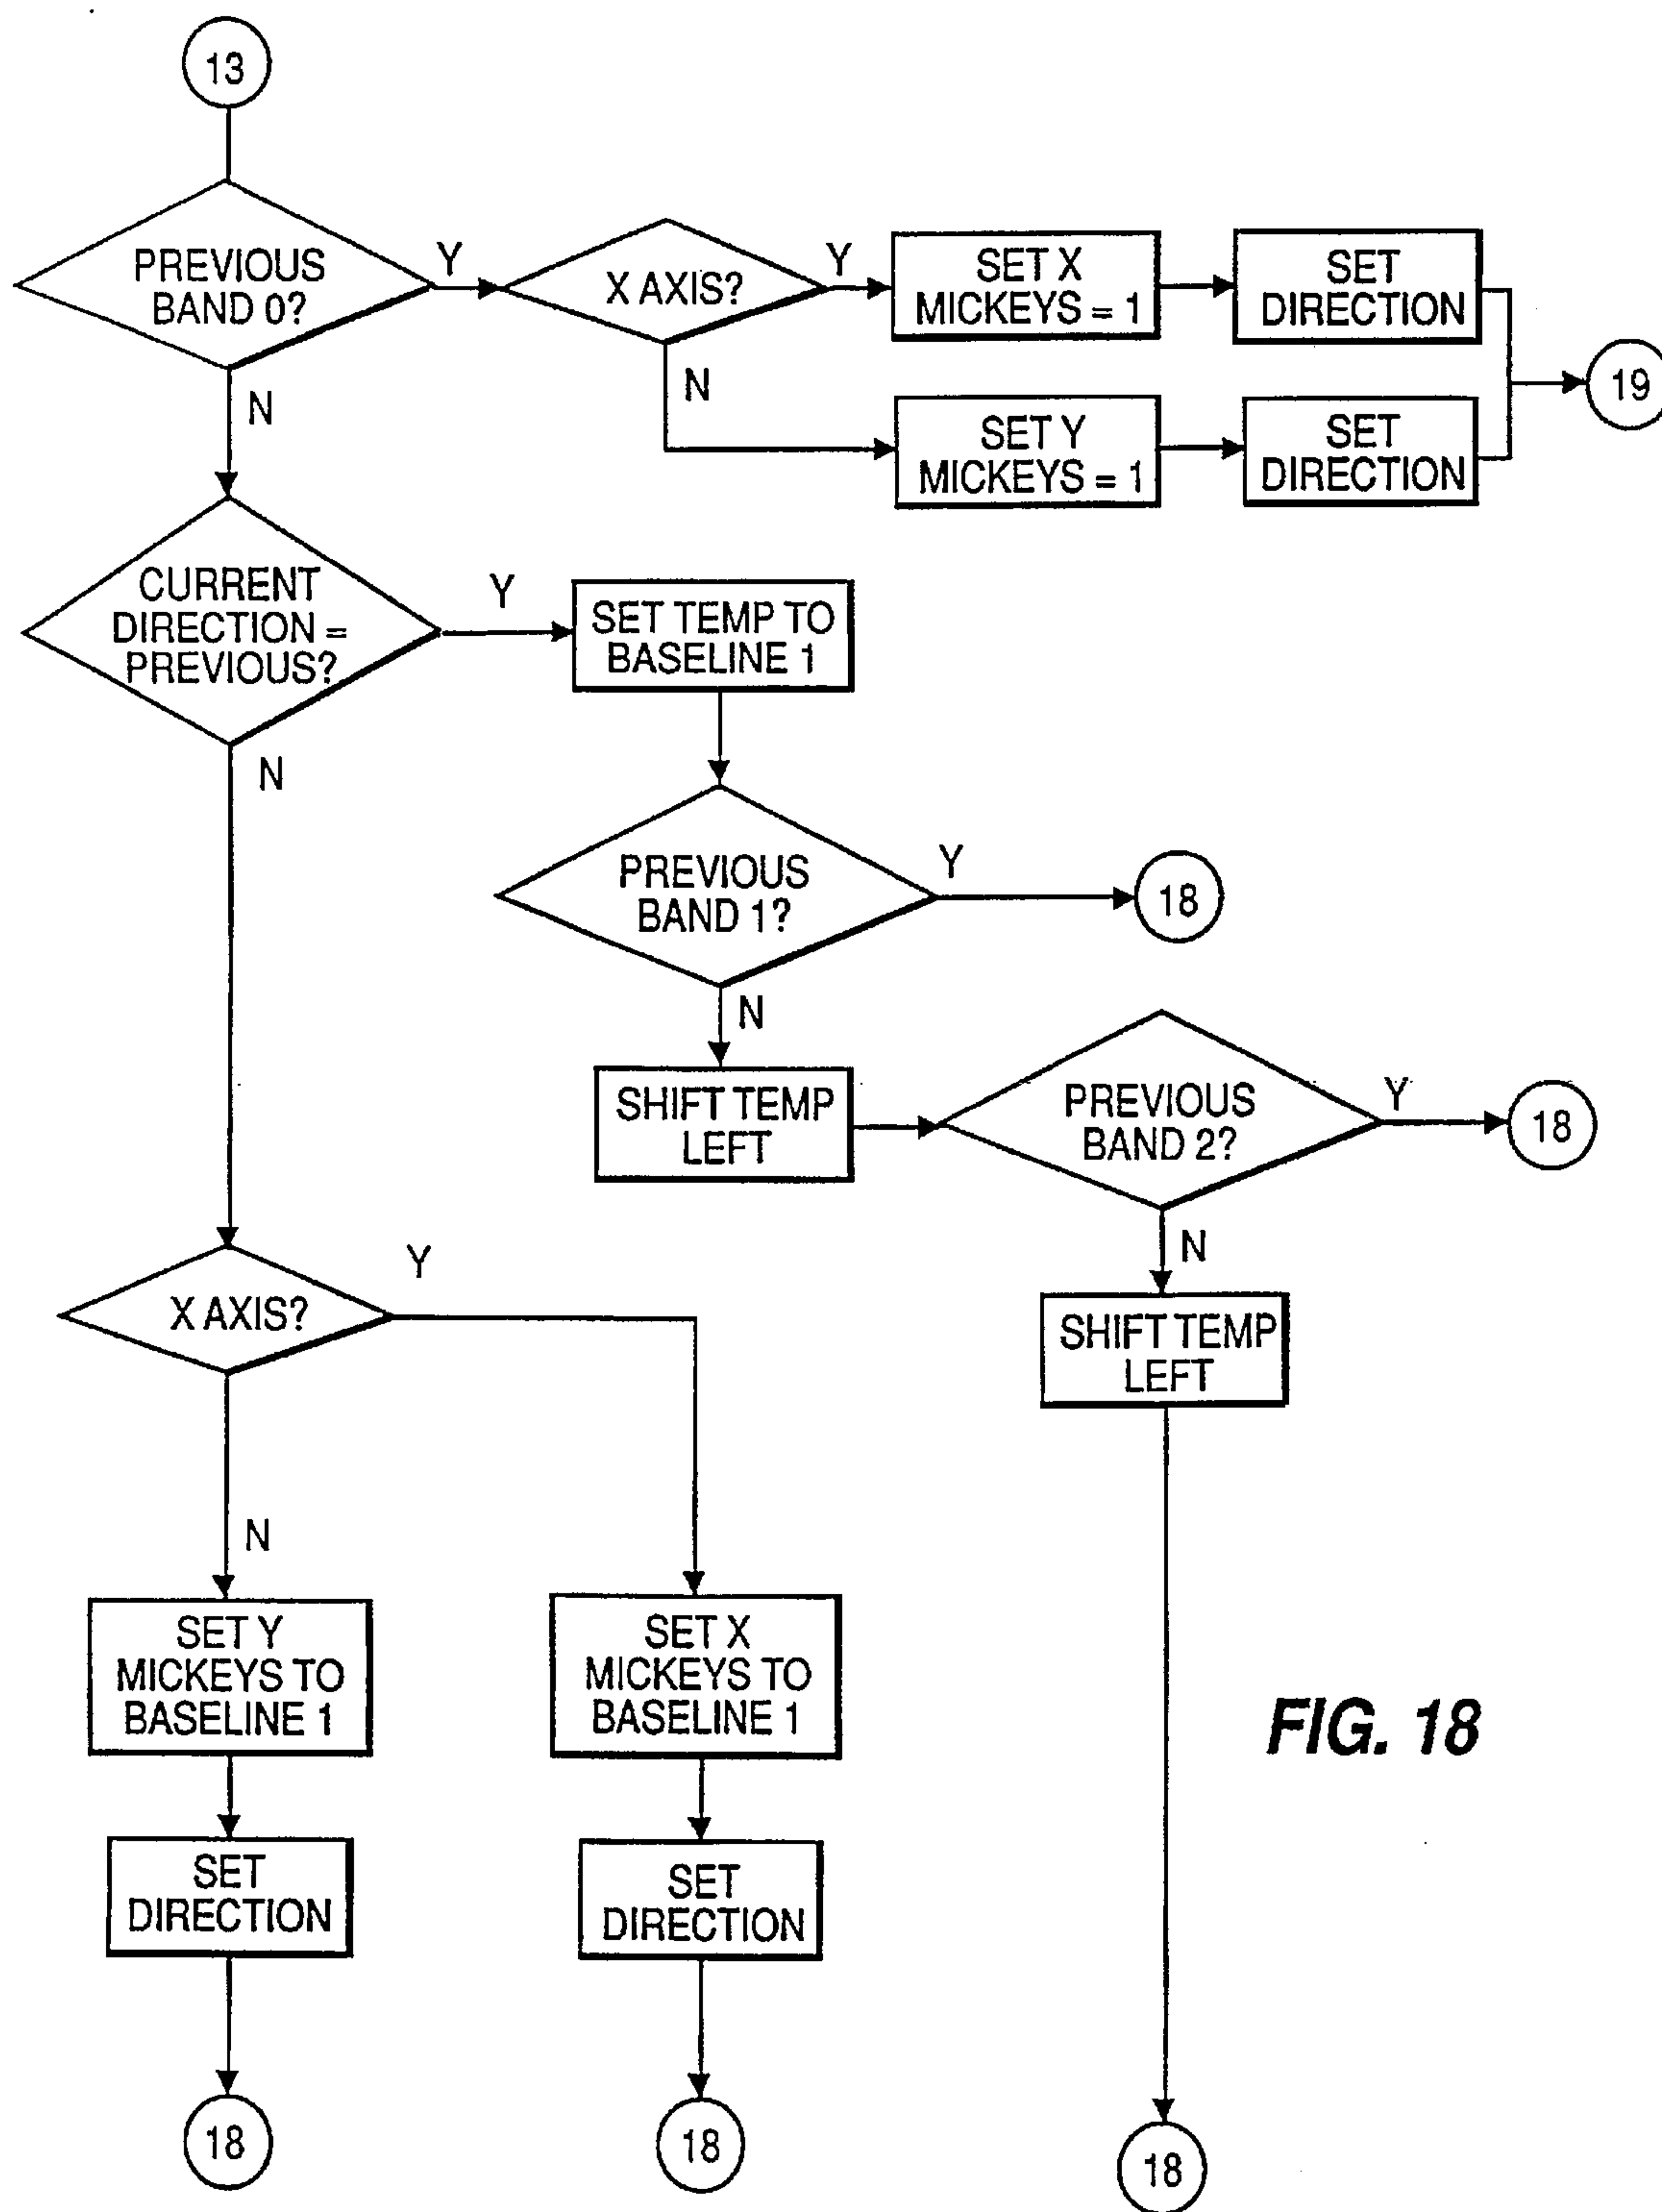 13
PREVIOUS
BAND 0?
Y
X AXIS?
Y
SET X
MICKEYS = 1
SET
DIRECTION
19
N
SET Y
MICKEYS = 1
SET
DIRECTION
N
CURRENT
DIRECTION =
PREVIOUS?
Y
SET TEMP TO
BASELINE 1
N
PREVIOUS
BAND 1?
Y
18
N
SHIFT TEMP
LEFT
PREVIOUS
BAND 2?
Y
18
N
SHIFT TEMP
LEFT
18
X AXIS?
Y
N
SET Y
MICKEYS TO
BASELINE 1
SET
DIRECTION
18
SET X
MICKEYS TO
BASELINE 1
SET
DIRECTION
18
FIG. 18